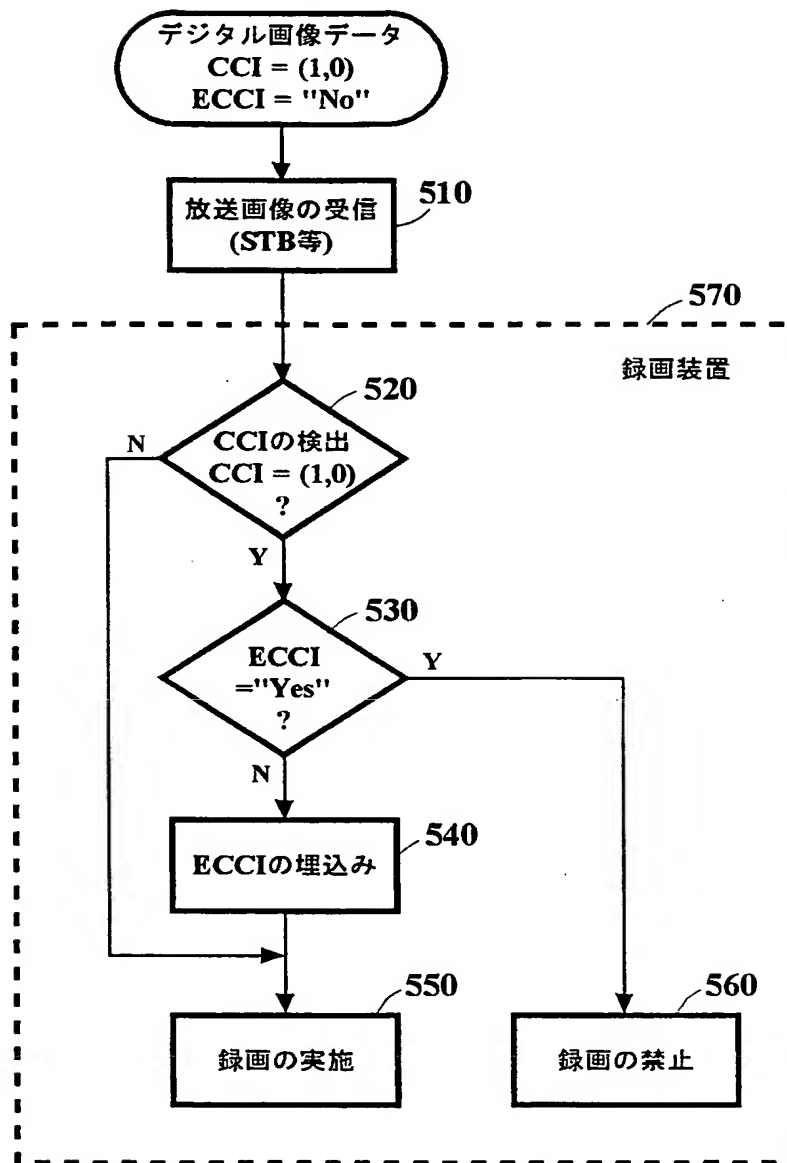 デジタル画像データ
CCI = (1,0)
ECCI = "No"
放送画像の受信
(STB等)
510
570
録画装置
520
CCIの検出
CCI = (1,0)
?
N
Y
530
ECCI
="Yes"
?
Y
N
540
ECCIの埋込み
550
録画の実施
560
録画の禁止